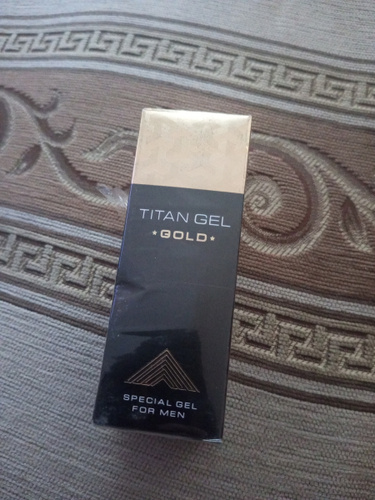 TITAN GEL
★GOLD★
SPECIAL GEL
FOR MEN